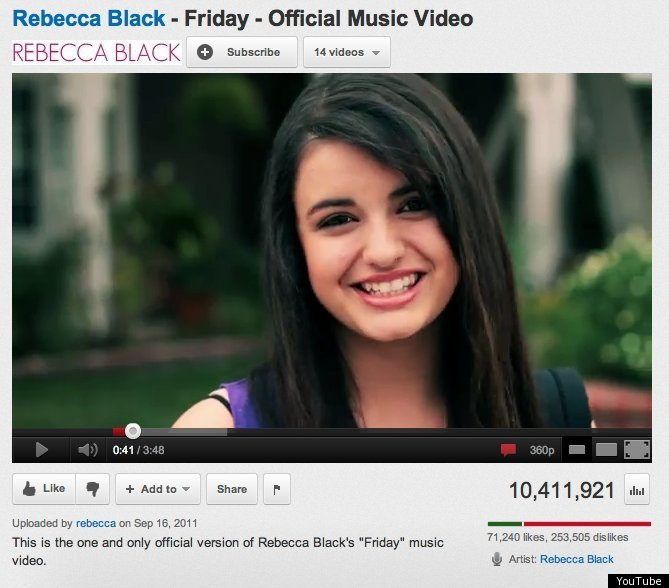 Rebecca Black - Friday - Official Music Video
REBECCA BLACK Subscribe 14 videos
0:41 / 3:48 360p
Like Add to Share 10,411,921
Uploaded by rebecca on Sep 16, 2011
71,240 likes, 253,505 dislikes
This is the one and only official version of Rebecca Black's "Friday" music
video.
Artist: Rebecca Black
YouTube